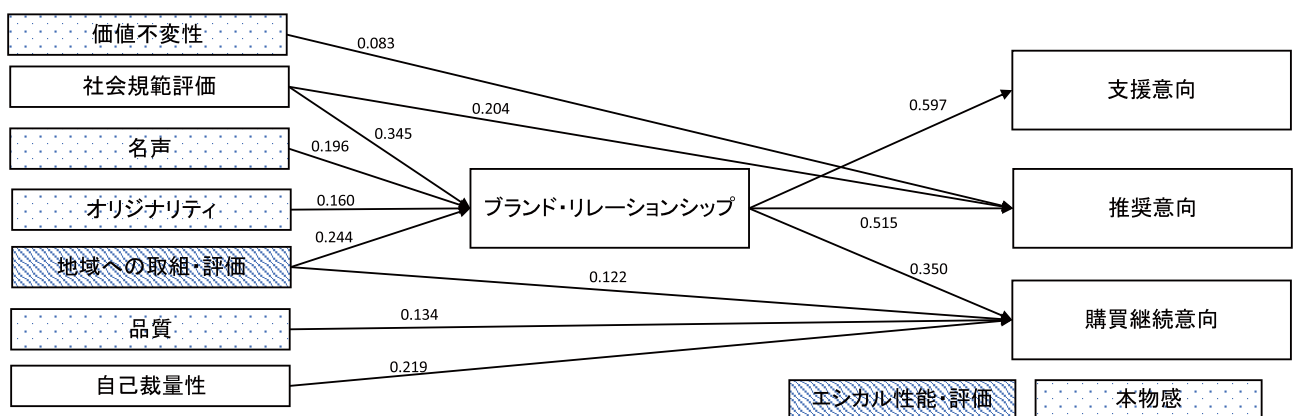 価値不変性
0.083
社会規範評価
0.204
0.345
名声
0.196
オリジナリティ
0.160
地域への取組・評価
0.244
0.122
品質
0.134
自己裁量性
0.219
ブランド・リレーションシップ
0.597
0.515
0.350
支援意向
推奨意向
購買継続意向
エシカル性能・評価
本物感